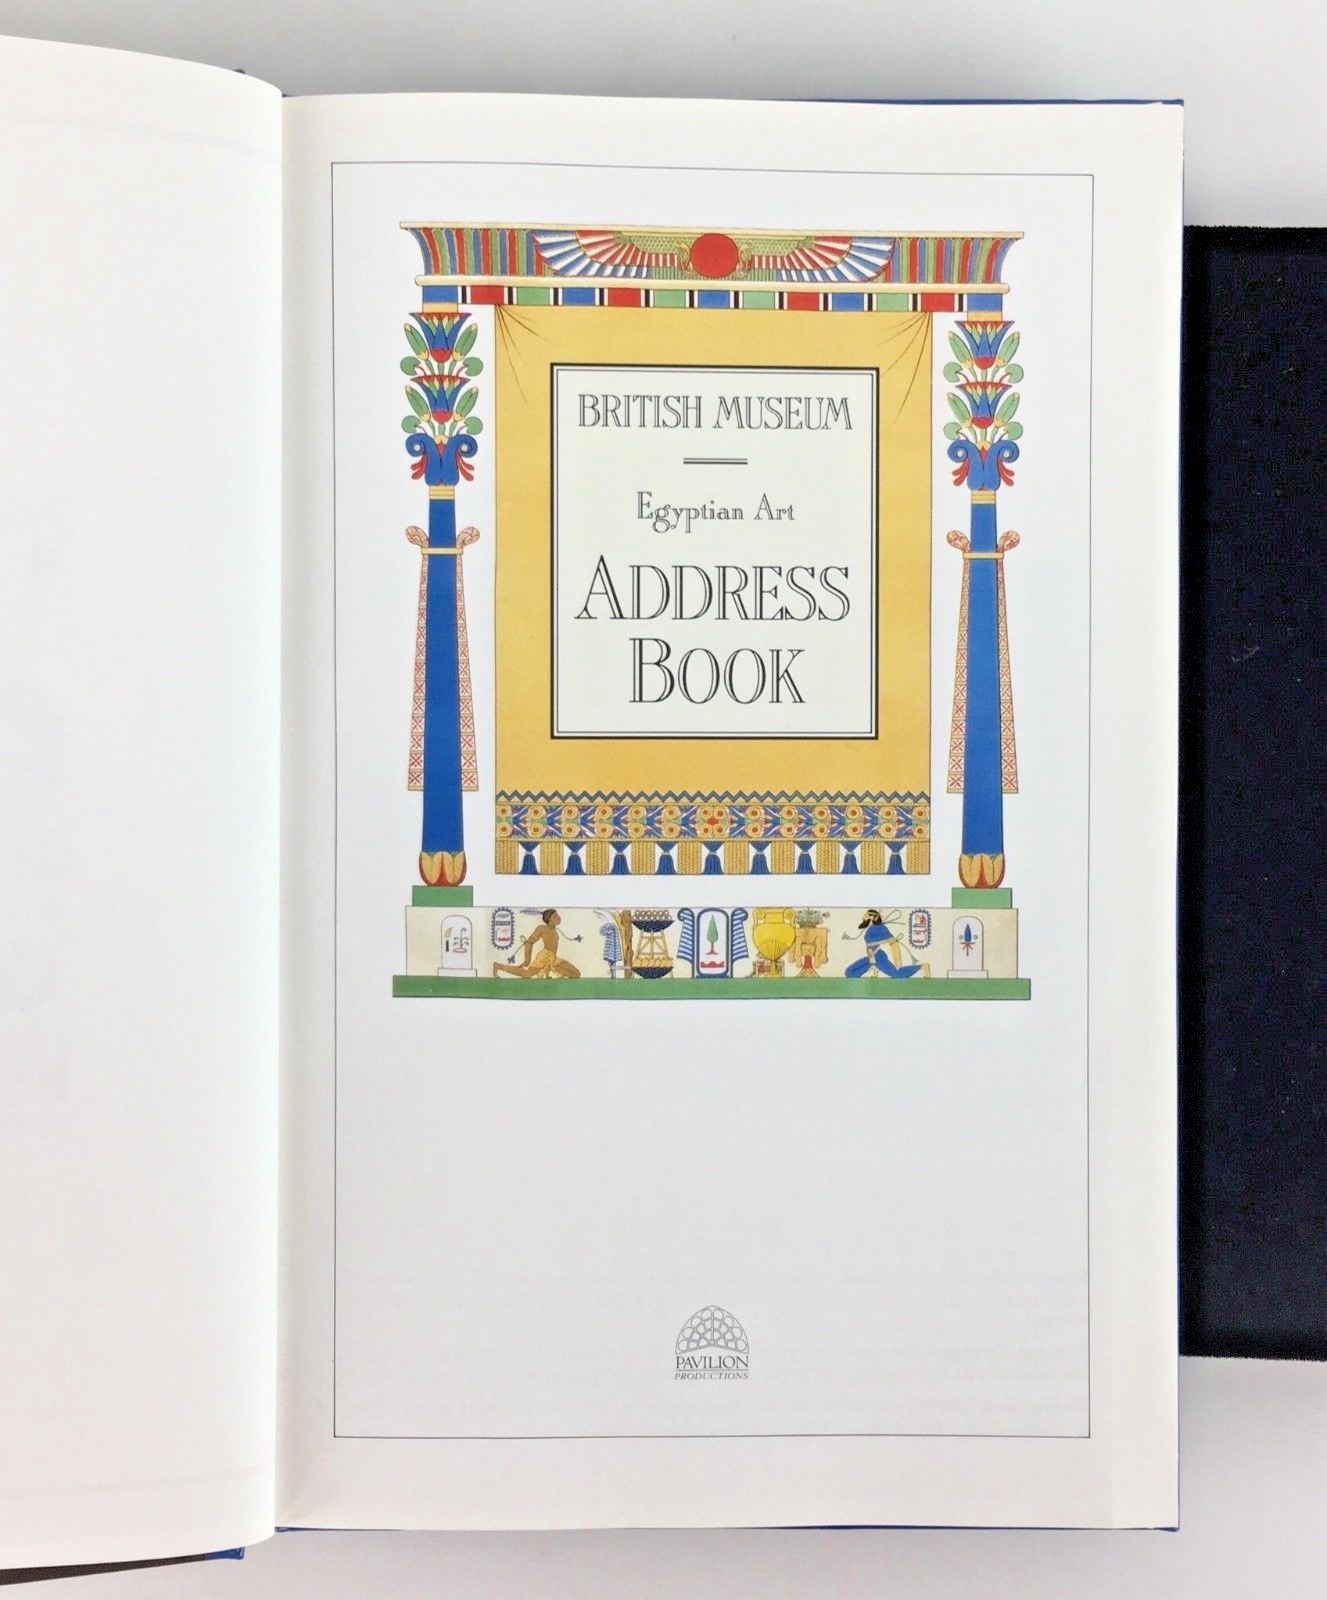 BRITISH MUSEUM
Egyptian Art
ADDRESS
BOOK
PAVILION
PRODUCTIONS